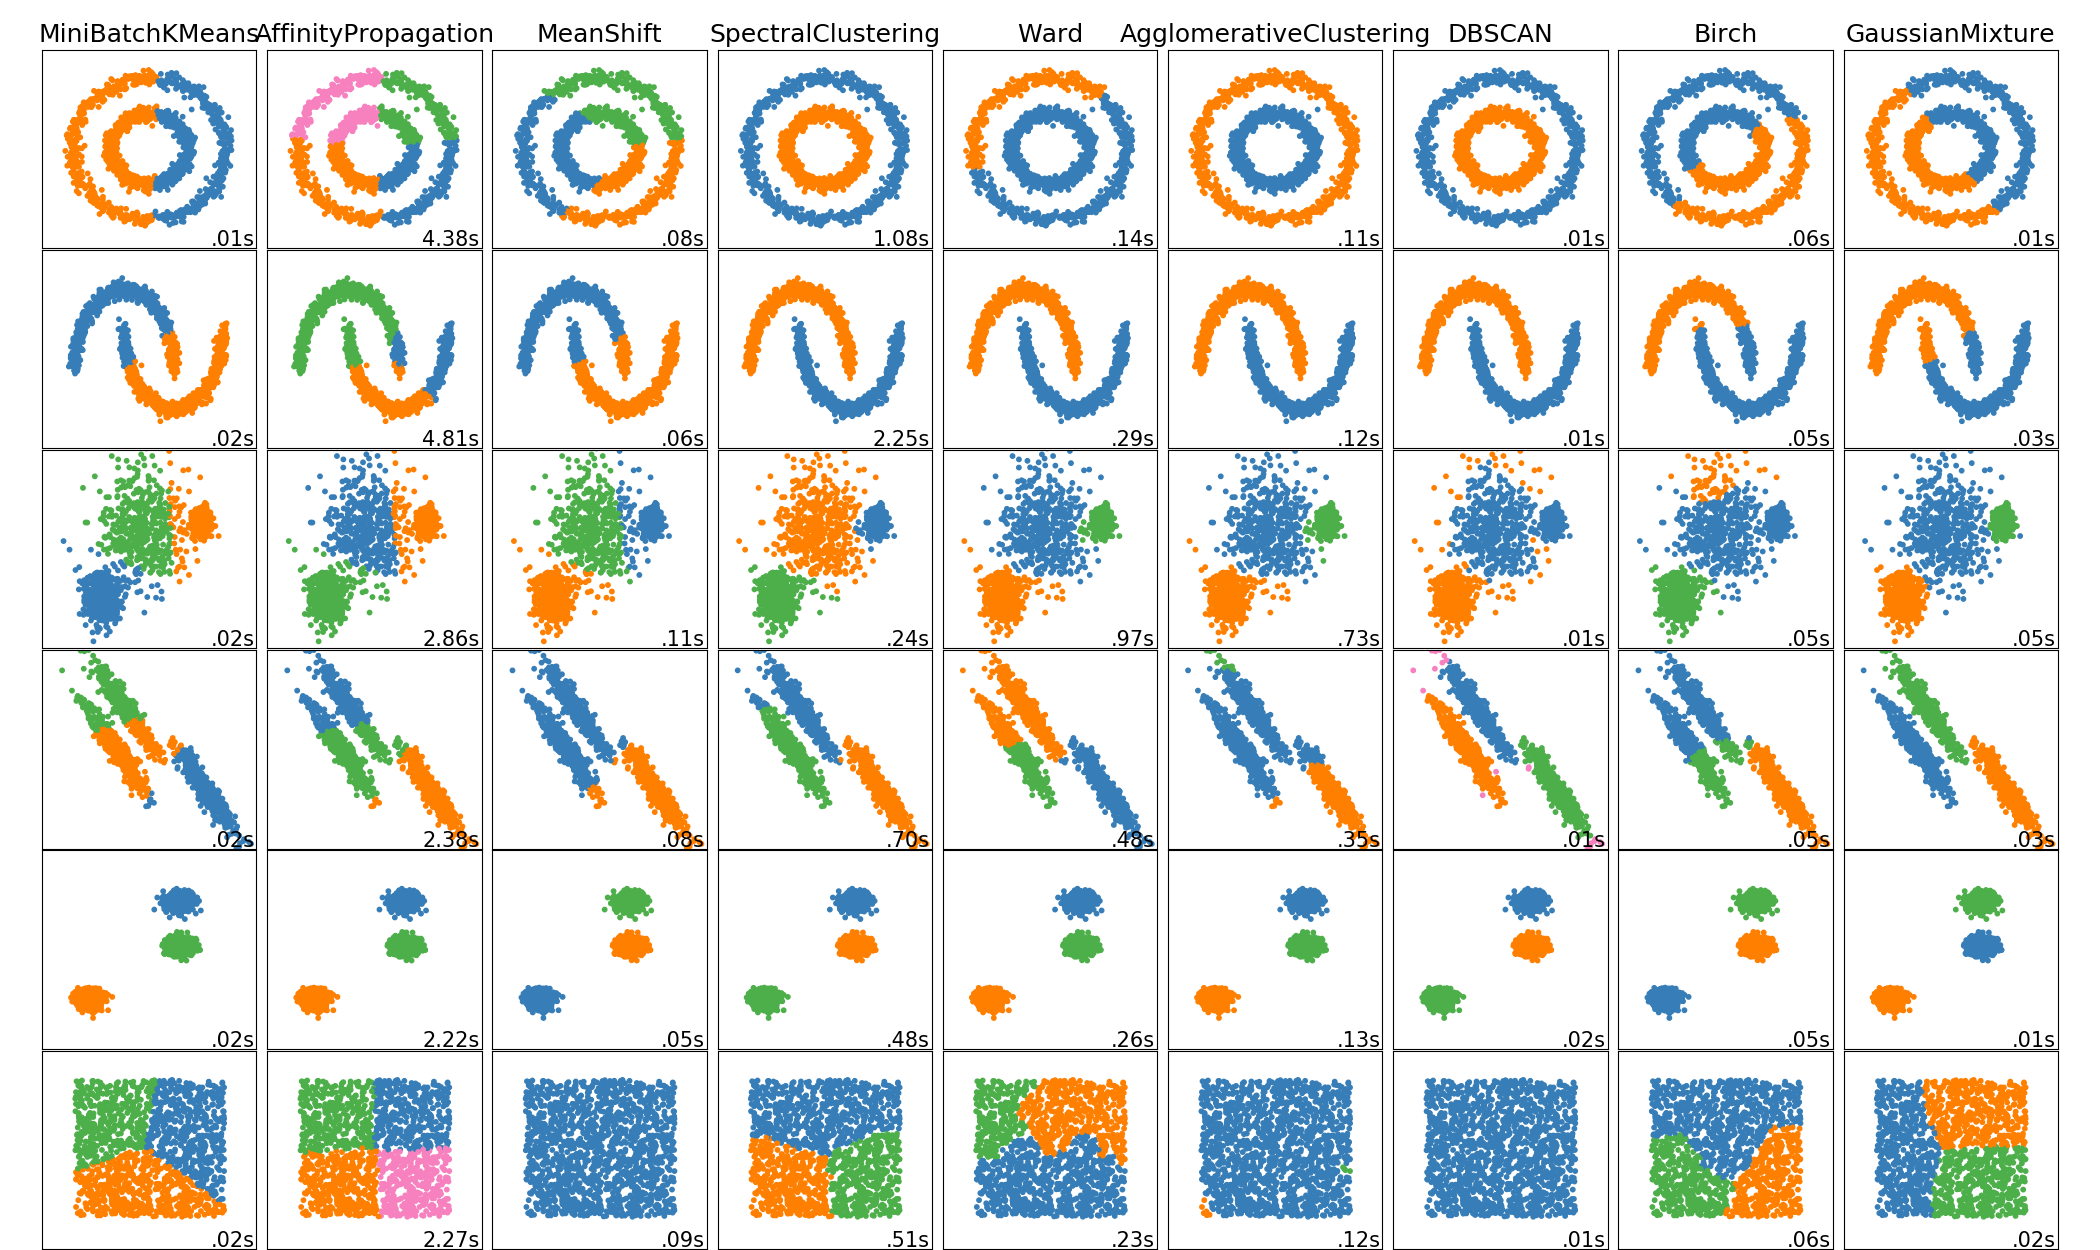 MiniBatchKMeans AffinityPropagation MeanShift SpectralClustering Ward AgglomerativeClustering DBSCAN Birch GaussianMixture
.01s 4.38s .08s 1.08s .14s .11s .01s .06s .01s
.02s 4.81s .06s 2.25s .29s .12s .01s .05s .03s
.02s 2.86s .11s .24s .97s .73s .01s .05s .05s
.02s 2.38s .08s .70s .48s .35s .01s .05s .03s
.02s 2.22s .05s .48s .26s .13s .02s .05s .01s
.02s 2.27s .09s .51s .23s .12s .01s .06s .02s